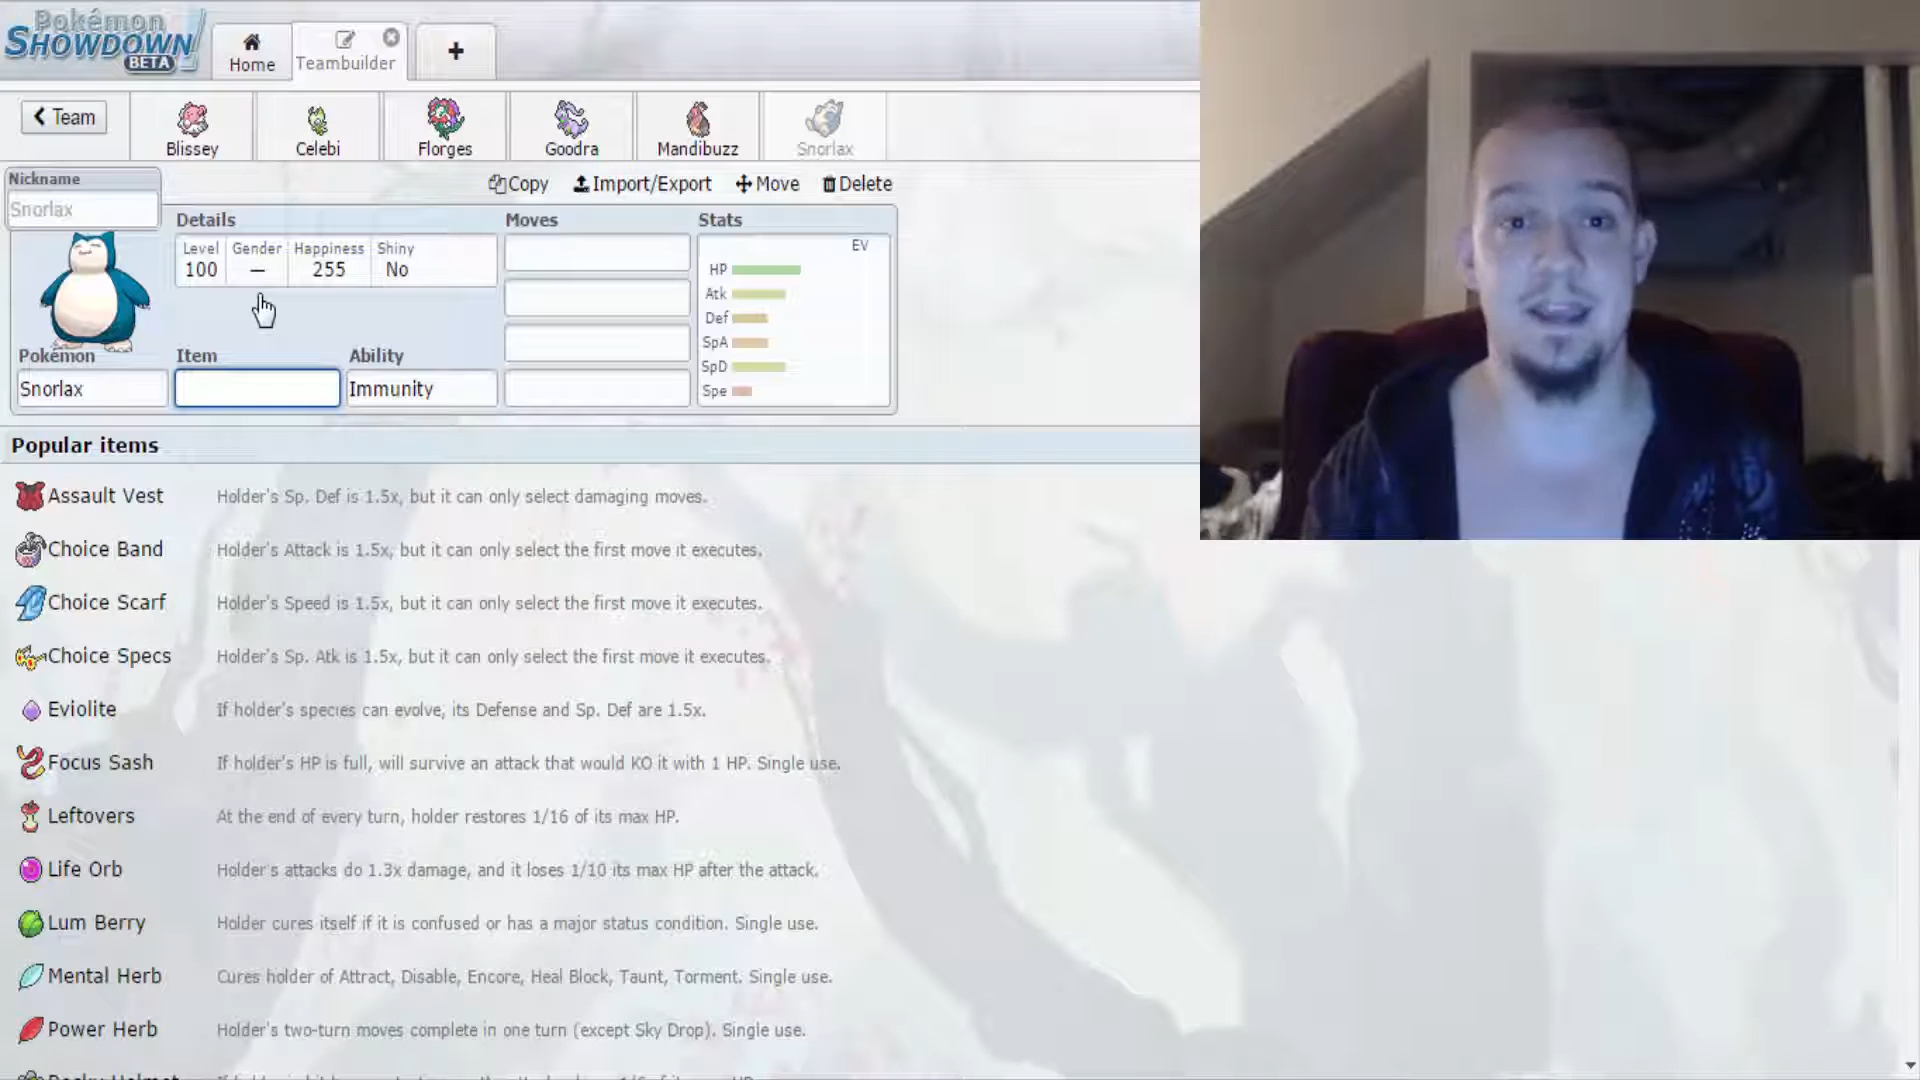 Pokémon
SHOWDOWN
BETA
Home
Teambuilder
+
Team
Blissey
Celebi
Florges
Goodra
Mandibuzz
Snorlax
Nickname
Snorlax
Copy
Import/Export
Move
Delete
Details
Moves
Stats
Level
Gender
Happiness
Shiny
100
—
255
No
EV
HP
Atk
Def
SpA
SpD
Spe
Pokémon
Item
Ability
Snorlax
Immunity
Popular items
Assault Vest Holder's Sp. Def is 1.5x, but it can only select damaging moves.
Choice Band Holder's Attack is 1.5x, but it can only select the first move it executes.
Choice Scarf Holder's Speed is 1.5x, but it can only select the first move it executes.
Choice Specs Holder's Sp. Atk is 1.5x, but it can only select the first move it executes.
Eviolite If holder's species can evolve, its Defense and Sp. Def are 1.5x.
Focus Sash If holder's HP is full, will survive an attack that would KO it with 1 HP. Single use.
Leftovers At the end of every turn, holder restores 1/16 of its max HP.
Life Orb Holder's attacks do 1.3x damage, and it loses 1/10 its max HP after the attack.
Lum Berry Holder cures itself if it is confused or has a major status condition. Single use.
Mental Herb Cures holder of Attract, Disable, Encore, Heal Block, Taunt, Torment. Single use.
Power Herb Holder's two-turn moves complete in one turn (except Sky Drop). Single use.